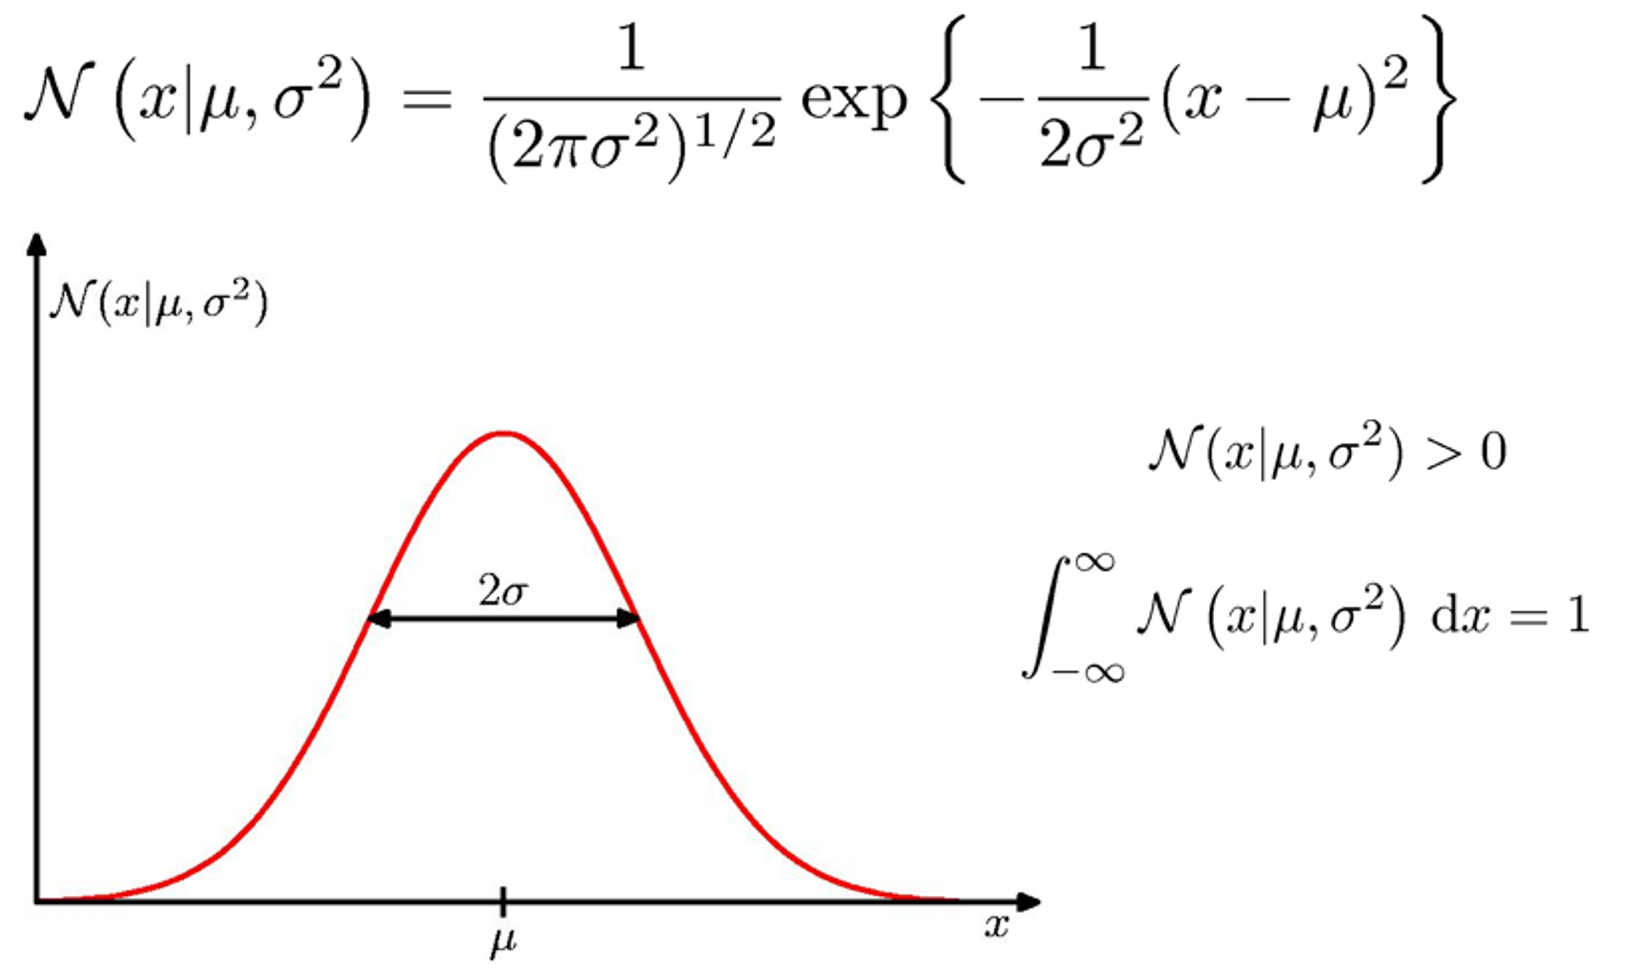 𝒩(x|μ, σ²) = 1/(2πσ²)^{1/2} exp{−1/(2σ²)(x − μ)²}
𝒩(x|μ, σ²)
𝒩(x|μ, σ²) > 0
2σ
∫_{−∞}^{∞} 𝒩(x|μ, σ²) dx = 1
x
μ